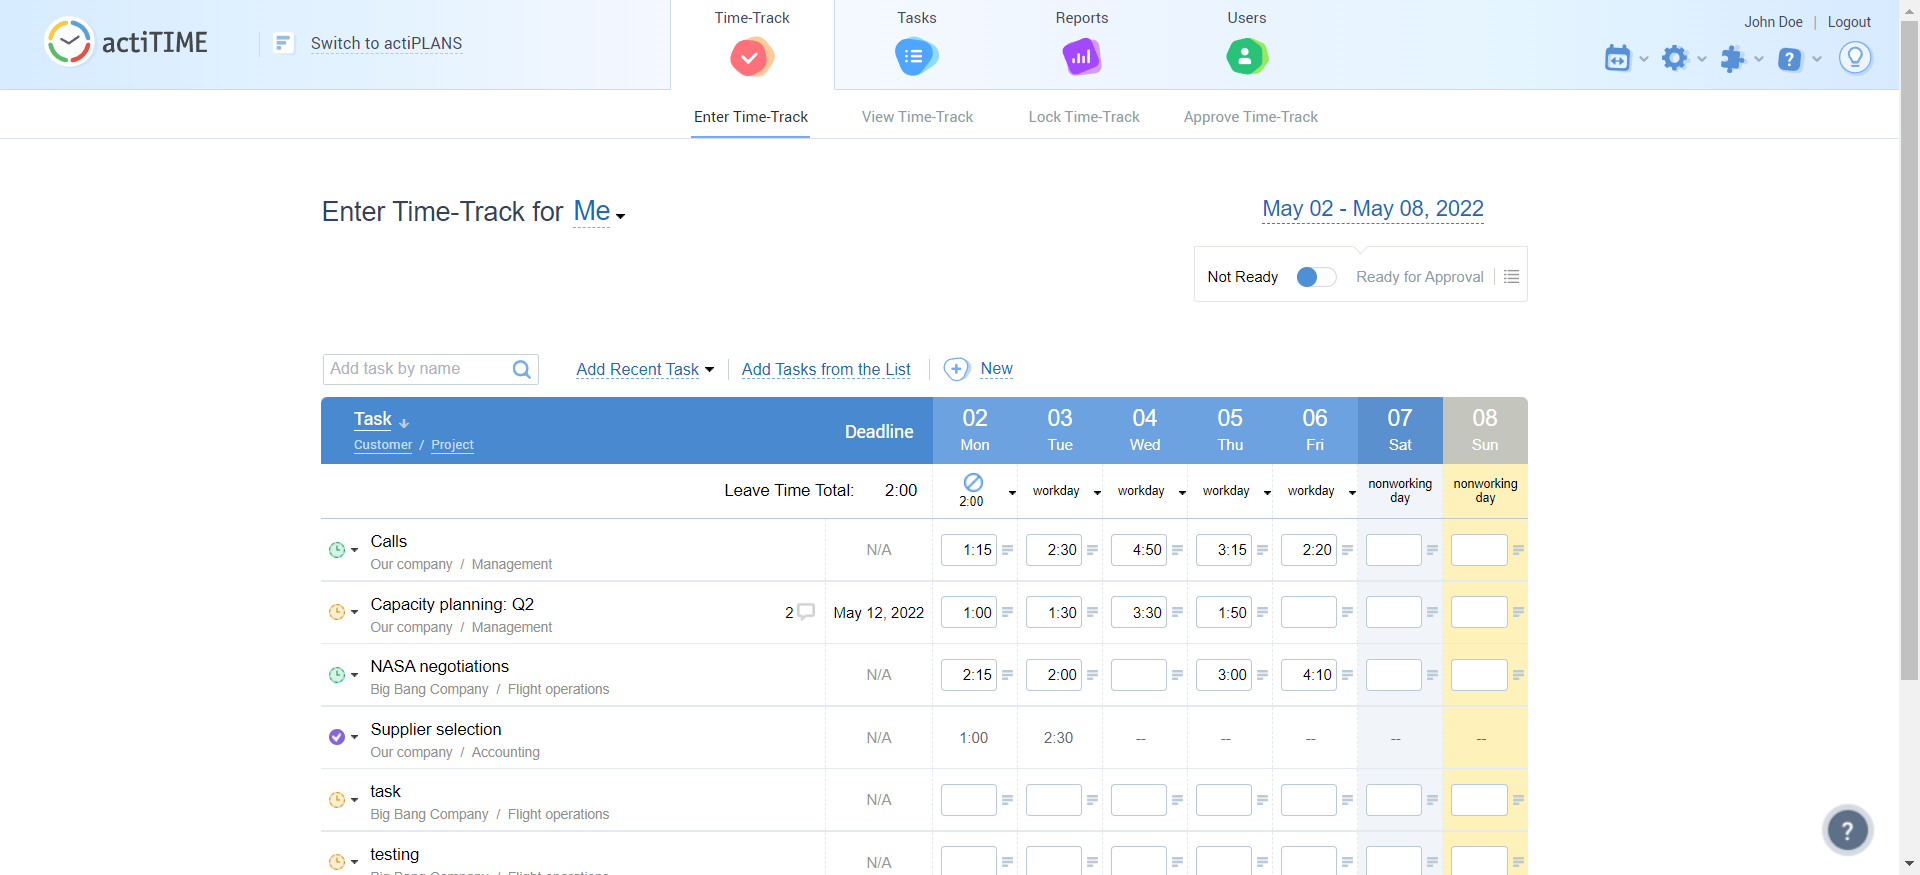 actiTIME
Switch to actiPLANS
Time-Track
Tasks
Reports
Users
John Doe | Logout
Enter Time-Track
View Time-Track
Lock Time-Track
Approve Time-Track
Enter Time-Track for Me
May 02 - May 08, 2022
Not Ready
Ready for Approval
Add task by name
Add Recent Task
Add Tasks from the List
New
Task
Customer / Project
Deadline
02 03 04 05 06 07 08
Mon Tue Wed Thu Fri Sat Sun
Leave Time Total: 2:00
2:00
workday workday workday workday
nonworking day
nonworking day
Calls
Our company / Management
N/A 1:15 2:30 4:50 3:15 2:20
Capacity planning: Q2
Our company / Management
2 May 12, 2022 1:00 1:30 3:30 1:50
NASA negotiations
Big Bang Company / Flight operations
N/A 2:15 2:00 3:00 4:10
Supplier selection
Our company / Accounting
N/A 1:00 2:30 -- -- -- -- --
task
Big Bang Company / Flight operations
N/A
testing
Big Bang Company / Flight operations
N/A
?